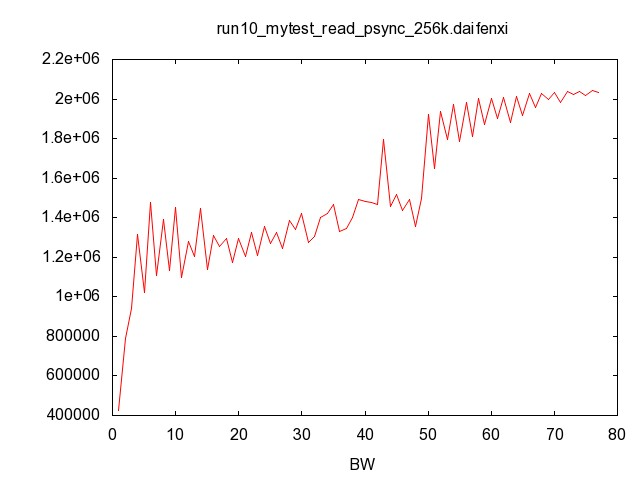 run10_mytest_read_psync_256k.daifenxi
2.2e+06
2e+06
1.8e+06
1.6e+06
1.4e+06
1.2e+06
1e+06
800000
600000
400000
0 10 20 30 40 50 60 70 80
BW